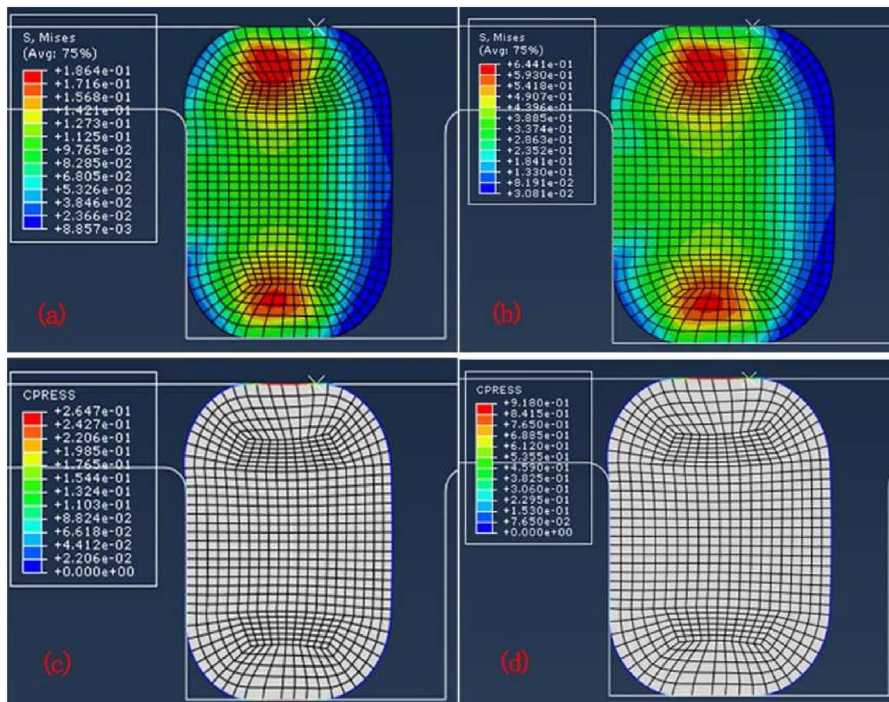 S, Mises
(Avg: 75%)
+1.864e-01
+1.716e-01
+1.568e-01
+1.421e-01
+1.273e-01
+1.125e-01
+9.765e-02
+8.285e-02
+6.805e-02
+5.326e-02
+3.846e-02
+2.366e-02
+8.857e-03
(a)
S, Mises
(Avg: 75%)
+6.441e-01
+5.930e-01
+5.418e-01
+4.907e-01
+4.396e-01
+3.885e-01
+3.374e-01
+2.863e-01
+2.352e-01
+1.841e-01
+1.330e-01
+8.191e-02
+3.081e-02
(b)
CPRESS
+2.647e-01
+2.427e-01
+2.206e-01
+1.985e-01
+1.765e-01
+1.544e-01
+1.324e-01
+1.103e-01
+8.824e-02
+6.618e-02
+4.412e-02
+2.206e-02
+0.000e+00
(c)
CPRESS
+9.180e-01
+8.415e-01
+7.650e-01
+6.885e-01
+6.120e-01
+5.355e-01
+4.590e-01
+3.825e-01
+3.060e-01
+2.295e-01
+1.530e-01
+7.650e-02
+0.000e+00
(d)